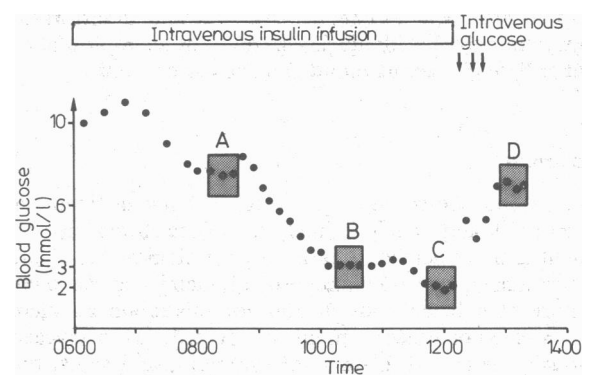 Intravenous insulin infusion
Intravenous
glucose
A
B
C
D
10
6
3
2
Blood glucose
(mmol/l)
0600
0800
1000
1200
1400
Time